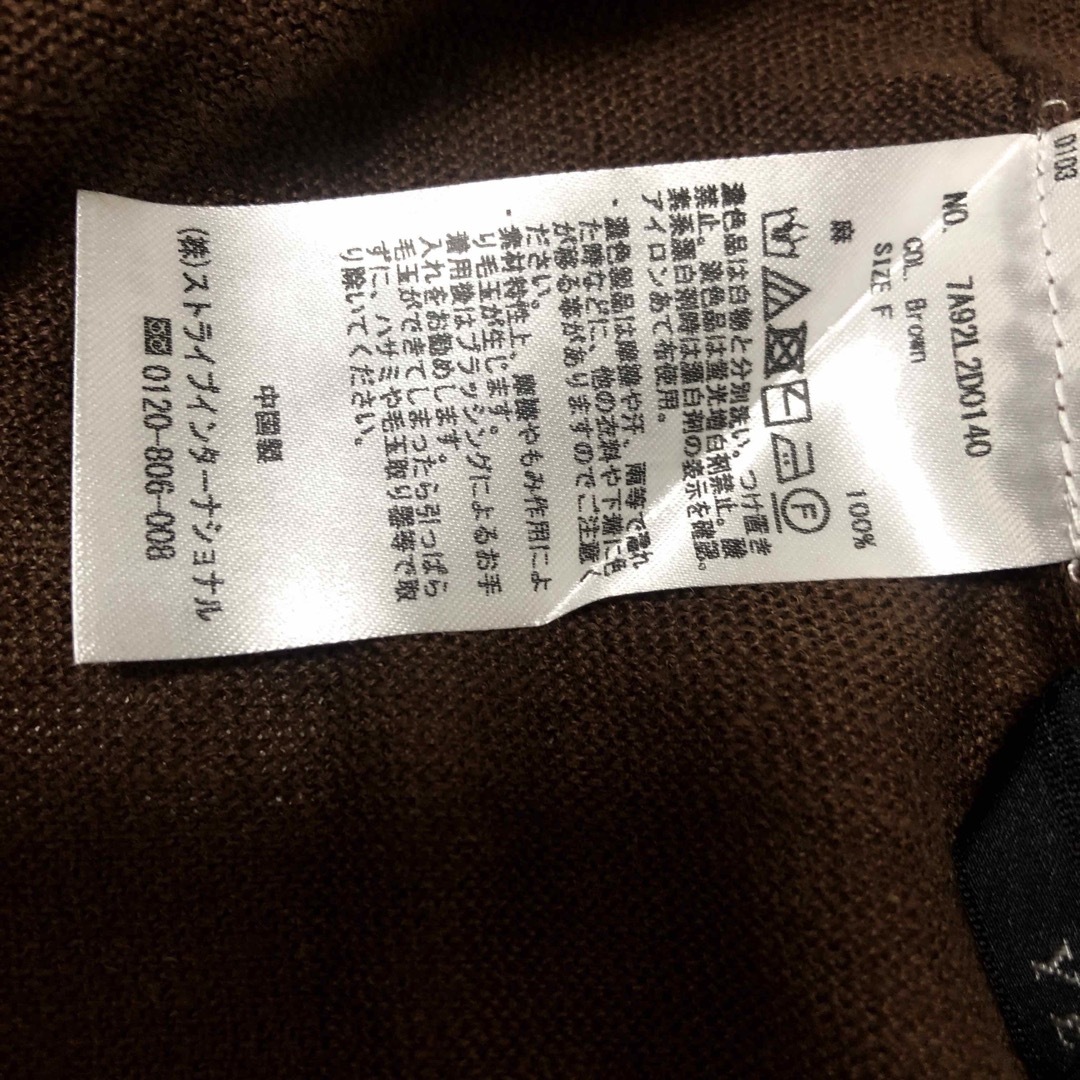 0103
NO. 7A92L2D0140
COL. Brown
SIZE F
麻 100%
F
濃色品は白物と分別洗い。つけ置き
禁止。淡色品は蛍光増白剤禁止。酸
素系漂白剤時は漂白剤の表示を確認。
アイロンあて布使用。
・濃色製品は摩擦や汗、雨等で濡れ
た時などに、他の衣料や下着にも
が移る事がありますのでご注意く
ださい。
・素材特性上、摩擦やもみ作用によ
り毛玉が生じます。
着用後はブラッシングによるお手
入れをお勧めします。
毛玉ができてしまったら引っぱら
ずに、ハサミや毛玉取り器等で取
り除いてください。
中国製
(株)ストライプインターナショナル
0120-806-008